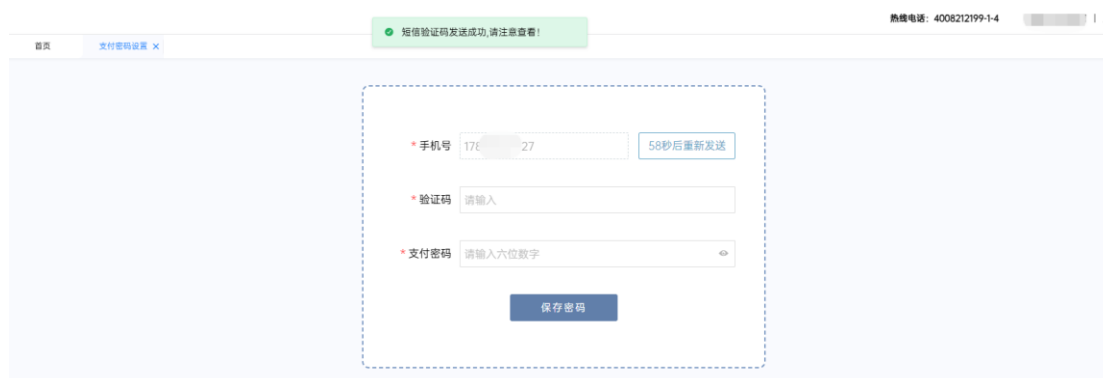 热线电话：4008212199-1-4
短信验证码发送成功,请注意查看!
首页 支付密码设置 ×
* 手机号 178 27 58秒后重新发送
* 验证码 请输入
* 支付密码 请输入六位数字
保存密码